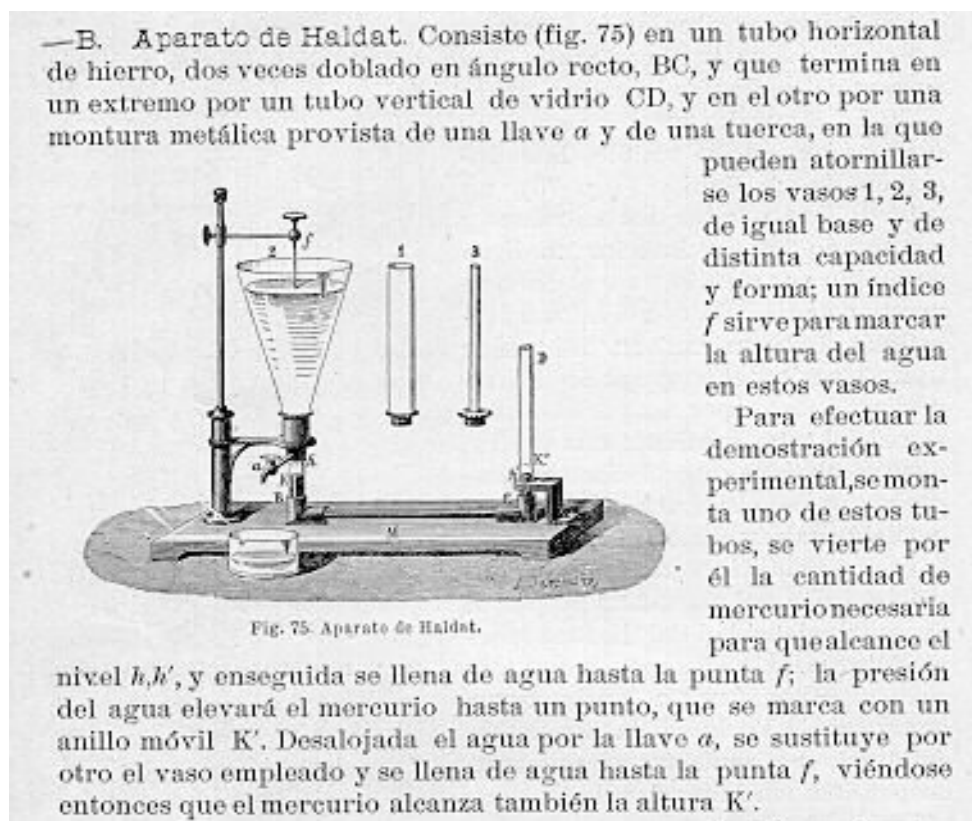 —B. Aparato de Haldat. Consiste (fig. 75) en un tubo horizontal
de hierro, dos veces doblado en ángulo recto, BC, y que termina en
un extremo por un tubo vertical de vidrio CD, y en el otro por una
montura metálica provista de una llave a y de una tuerca, en la que
pueden atornillar-
se los vasos 1, 2, 3,
de igual base y de
distinta capacidad
y forma; un índice
f sirve para marcar
la altura del agua
en estos vasos.
Para efectuar la
demostración ex-
perimental, se mon-
ta uno de estos tu-
bos, se vierte por
él la cantidad de
mercurio necesaria
para que alcance el
2
f
1
3
D
K′
a
A
B
M
Fig. 75. Aparato de Haldat.
nivel h,h′, y enseguida se llena de agua hasta la punta f; la presión
del agua elevará el mercurio hasta un punto, que se marca con un
anillo móvil K′. Desalojada el agua por la llave a, se sustituye por
otro el vaso empleado y se llena de agua hasta la punta f, viéndose
entonces que el mercurio alcanza también la altura K′.